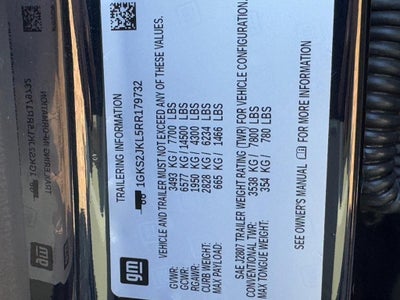 TRAILERING INFORMATION
1GKS2JKL5RR179732
VEHICLE AND TRAILER MUST NOT EXCEED ANY OF THESE VALUES.
GVWR: 3493 KG / 7700 LBS
GCWR: 6577 KG / 14500 LBS
RGAWR: 1950 KG / 4300 LBS
CURB WEIGHT: 2828 KG / 6234 LBS
MAX PAYLOAD: 665 KG / 1466 LBS
SAE J2807 TRAILER WEIGHT RATING (TWR) FOR VEHICLE CONFIGURATION.
CONVENTIONAL TWR: 3538 KG / 7800 LBS
MAX TONGUE WEIGHT: 354 KG / 780 LBS
SEE OWNER'S MANUAL FOR MORE INFORMATION
gm